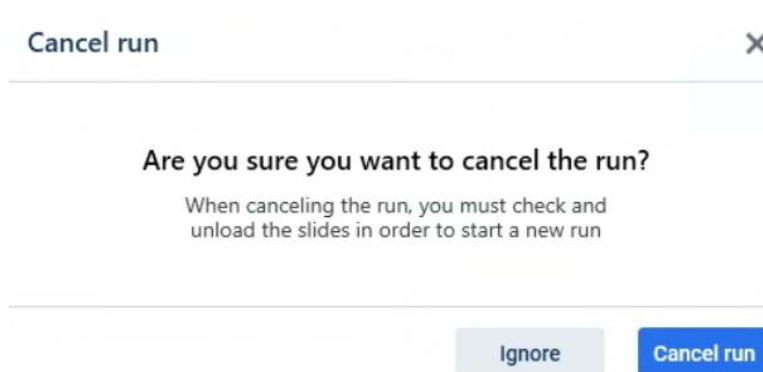 Cancel run
Are you sure you want to cancel the run?
When canceling the run, you must check and
unload the slides in order to start a new run
Ignore
Cancel run